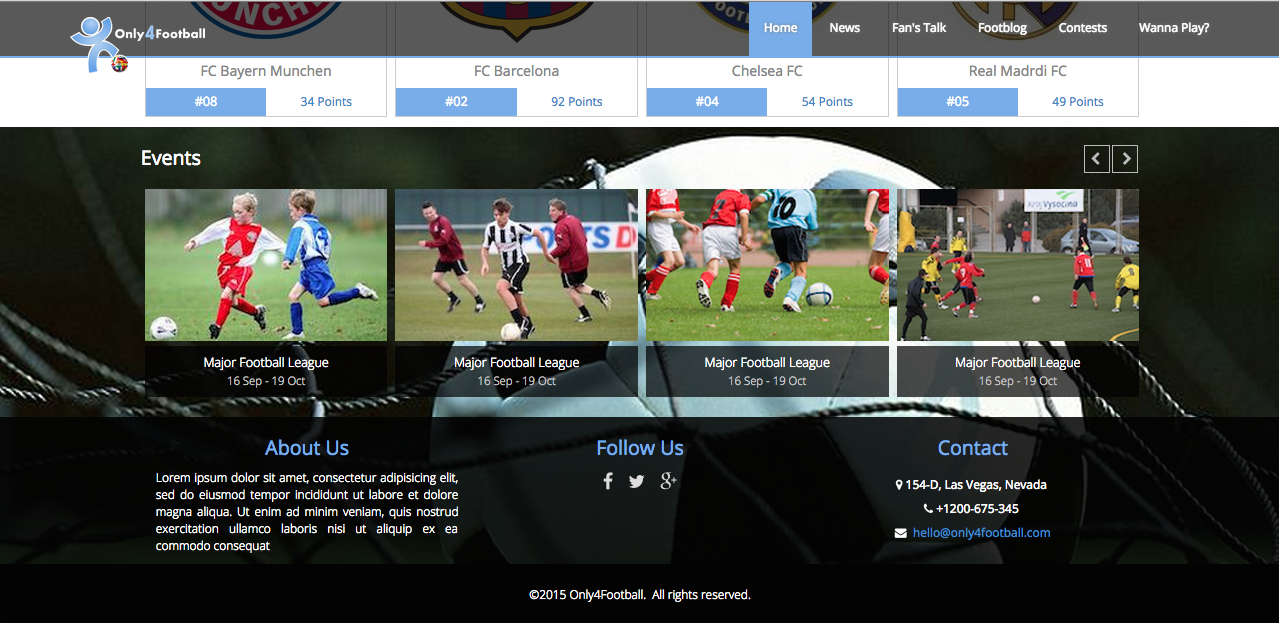 Only4Football
Home News Fan's Talk Footblog Contests Wanna Play?
FC Bayern Munchen
#08 34 Points
FC Barcelona
#02 92 Points
Chelsea FC
#04 54 Points
Real Madrdi FC
#05 49 Points
Events
Major Football League
16 Sep - 19 Oct
Major Football League
16 Sep - 19 Oct
Major Football League
16 Sep - 19 Oct
Major Football League
16 Sep - 19 Oct
About Us
Lorem ipsum dolor sit amet, consectetur adipisicing elit,
sed do eiusmod tempor incididunt ut labore et dolore
magna aliqua. Ut enim ad minim veniam, quis nostrud
exercitation ullamco laboris nisi ut aliquip ex ea
commodo consequat
Follow Us
Contact
154-D, Las Vegas, Nevada
+1200-675-345
hello@only4football.com
©2015 Only4Football. All rights reserved.